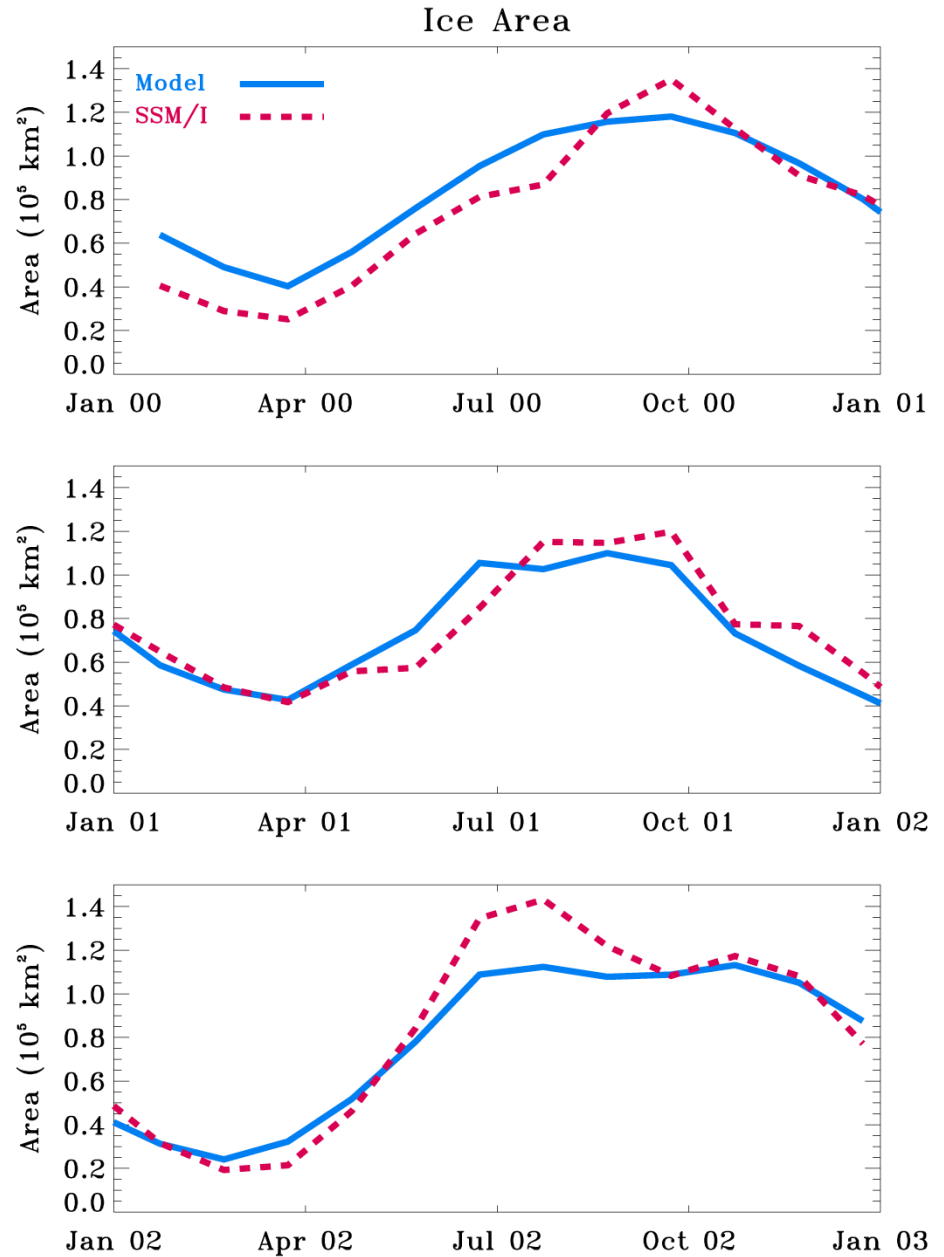 Ice Area
Model
SSM/I
Area (10⁵ km²)
1.4
1.2
1.0
0.8
0.6
0.4
0.2
0.0
Jan 00 Apr 00 Jul 00 Oct 00 Jan 01
Area (10⁵ km²)
1.4
1.2
1.0
0.8
0.6
0.4
0.2
0.0
Jan 01 Apr 01 Jul 01 Oct 01 Jan 02
Area (10⁵ km²)
1.4
1.2
1.0
0.8
0.6
0.4
0.2
0.0
Jan 02 Apr 02 Jul 02 Oct 02 Jan 03